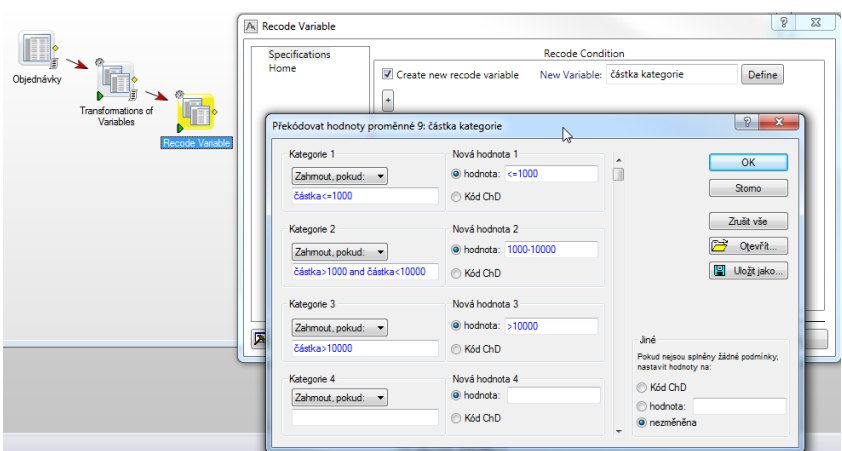 Recode Variable
Objednávky
Transformations of
Variables
Recode Variable
Specifications
Home
Recode Condition
Create new recode variable
New Variable:
částka kategorie
Define
+
Překódovat hodnoty proměnné 9: částka kategorie
Kategorie 1
Nová hodnota 1
Zahrnout, pokud:
hodnota:
<=1000
částka<=1000
Kód ChD
Kategorie 2
Nová hodnota 2
Zahrnout, pokud:
hodnota:
1000-10000
částka>1000 and částka<10000
Kód ChD
Kategorie 3
Nová hodnota 3
Zahrnout, pokud:
hodnota:
>10000
částka>10000
Kód ChD
Kategorie 4
Nová hodnota 4
Zahrnout, pokud:
hodnota:
Kód ChD
OK
Storno
Zrušit vše
Otevřít...
Uložit jako...
Jiné
Pokud nejsou splněny žádné podmínky,
nastavit hodnoty na:
Kód ChD
hodnota:
nezměněna